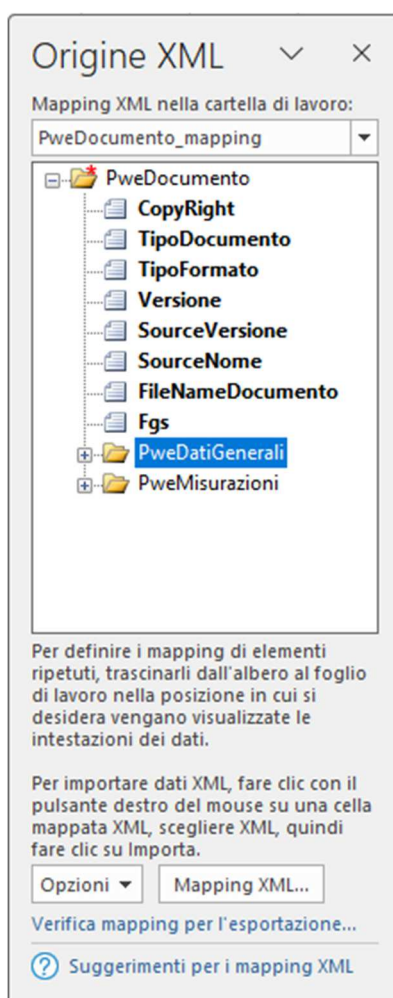 Origine XML
Mapping XML nella cartella di lavoro:
PweDocumento_mapping
PweDocumento
CopyRight
TipoDocumento
TipoFormato
Versione
SourceVersione
SourceNome
FileNameDocumento
Fgs
PweDatiGenerali
PweMisurazioni
Per definire i mapping di elementi
ripetuti, trascinarli dall'albero al foglio
di lavoro nella posizione in cui si
desidera vengano visualizzate le
intestazioni dei dati.
Per importare dati XML, fare clic con il
pulsante destro del mouse su una cella
mappata XML, scegliere XML, quindi
fare clic su Importa.
Opzioni Mapping XML...
Verifica mapping per l'esportazione...
? Suggerimenti per i mapping XML